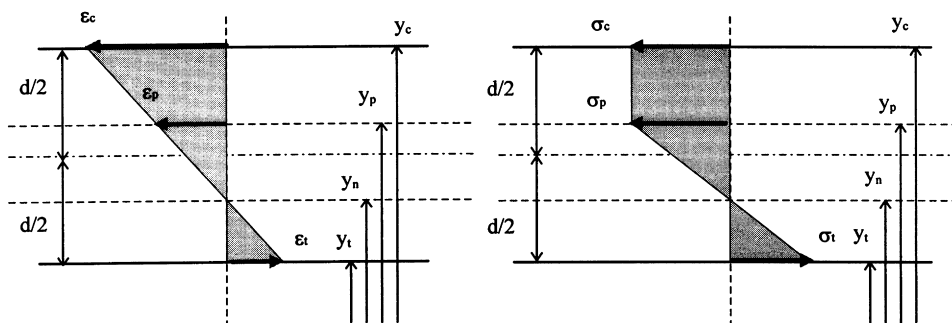 εc
yc
d/2
εp
yp
yn
d/2
εt
yt
σc
yc
d/2
σp
yp
yn
d/2
σt
yt